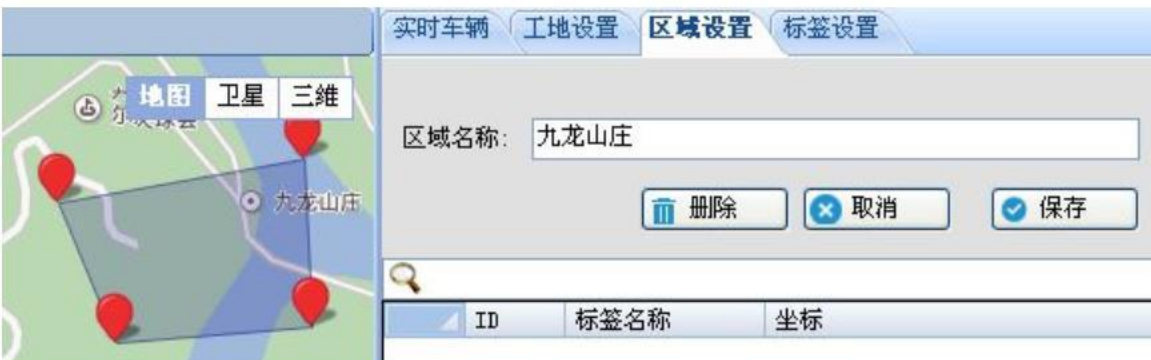 实时车辆
工地设置
区域设置
标签设置
地图
卫星
三维
九龙山庄
区域名称:
九龙山庄
删除
取消
保存
ID
标签名称
坐标